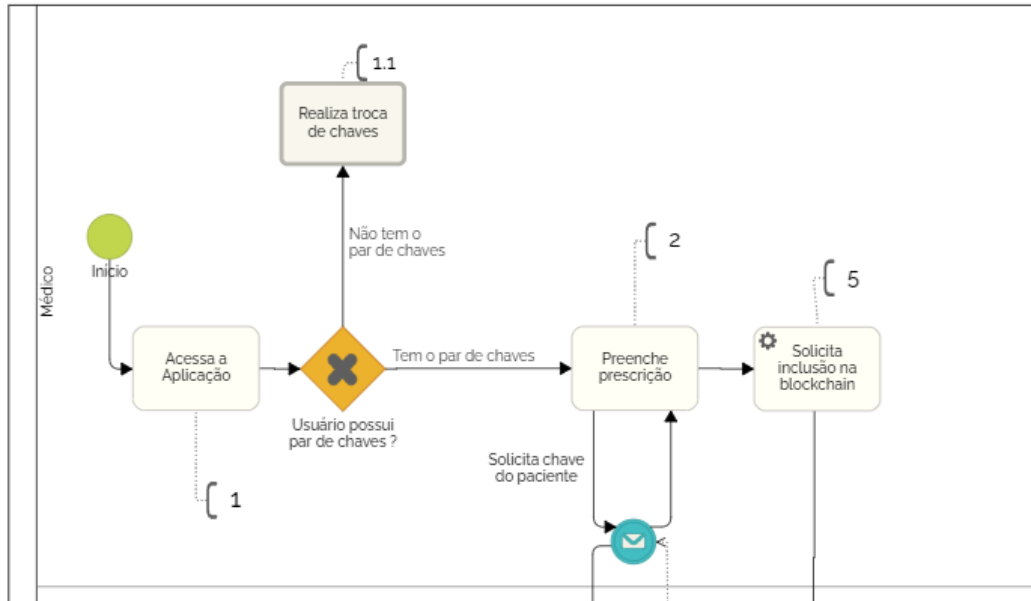 1.1
Realiza troca
de chaves
Não tem o
par de chaves
2
Início
5
Médico
Acessa a
Aplicação
Tem o par de chaves
Preenche
prescrição
Solicita
inclusão na
blockchain
Usuário possui
par de chaves ?
Solicita chave
do paciente
1